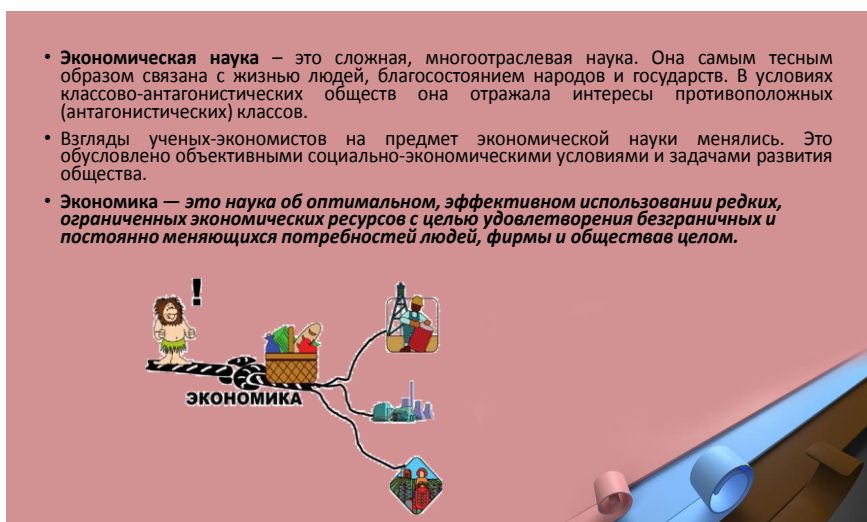 • Экономическая наука – это сложная, многоотраслевая наука. Она самым тесным
образом связана с жизнью людей, благосостоянием народов и государств. В условиях
классово-антагонистических обществ она отражала интересы противоположных
(антагонистических) классов.
• Взгляды ученых-экономистов на предмет экономической науки менялись. Это
обусловлено объективными социально-экономическими условиями и задачами развития
общества.
• Экономика — это наука об оптимальном, эффективном использовании редких,
ограниченных экономических ресурсов с целью удовлетворения безграничных и
постоянно меняющихся потребностей людей, фирмы и обществав целом.
!
ЭКОНОМИКА